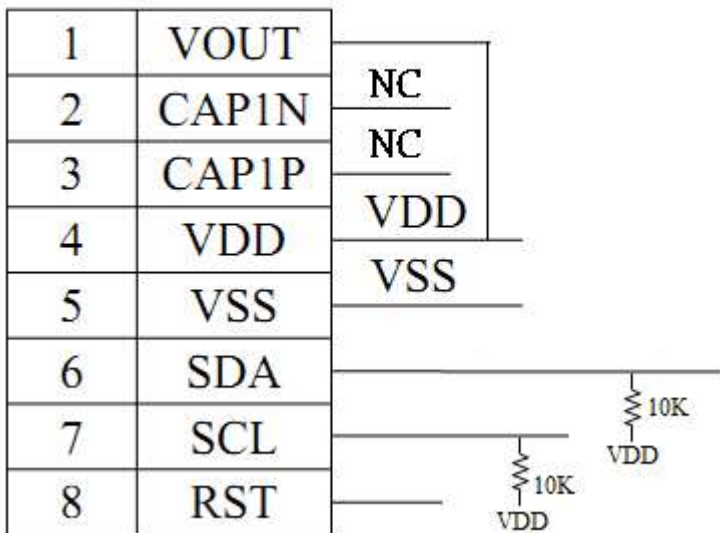 1 VOUT
2 CAP1N NC
3 CAP1P NC
4 VDD VDD
5 VSS VSS
6 SDA
10K
VDD
7 SCL
10K
VDD
8 RST